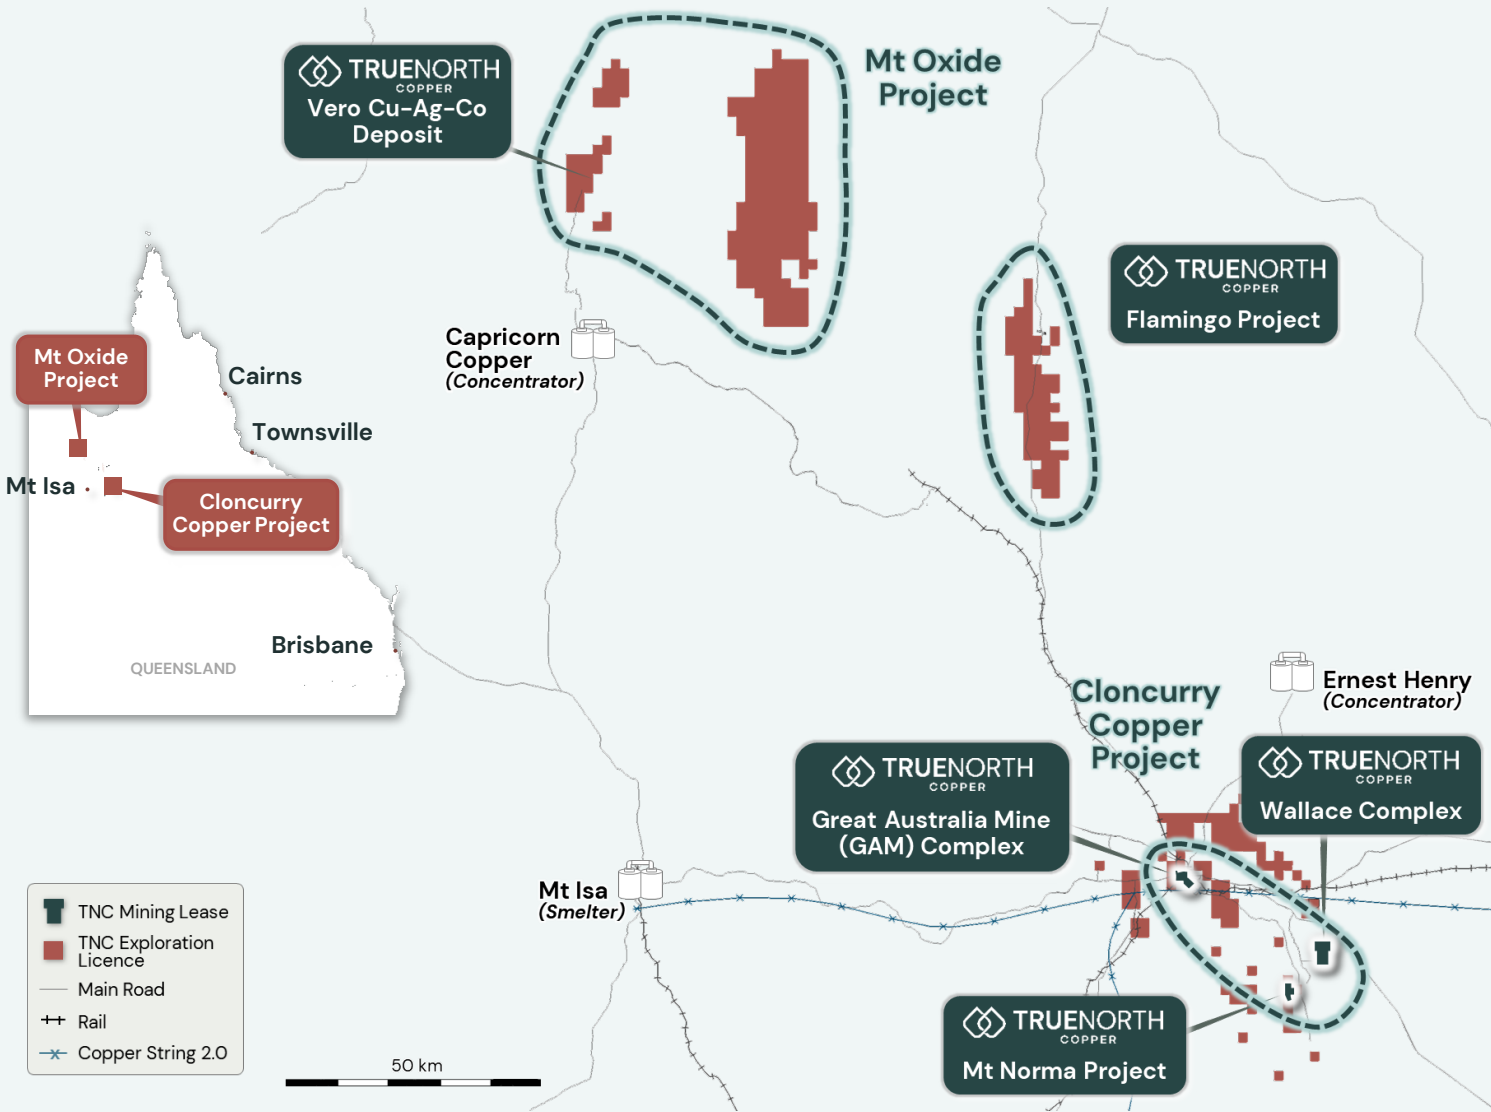 TRUENORTH
COPPER
Vero Cu-Ag-Co
Deposit
Mt Oxide
Project
TRUENORTH
COPPER
Flamingo Project
Capricorn
Copper
(Concentrator)
Mt Oxide
Project
Cairns
Townsville
Mt Isa
Cloncurry
Copper Project
Brisbane
QUEENSLAND
Cloncurry
Copper
Project
Ernest Henry
(Concentrator)
TRUENORTH
COPPER
Great Australia Mine
(GAM) Complex
TRUENORTH
COPPER
Wallace Complex
Mt Isa
(Smelter)
TRUENORTH
COPPER
Mt Norma Project
TNC Mining Lease
TNC Exploration
Licence
Main Road
Rail
Copper String 2.0
50 km